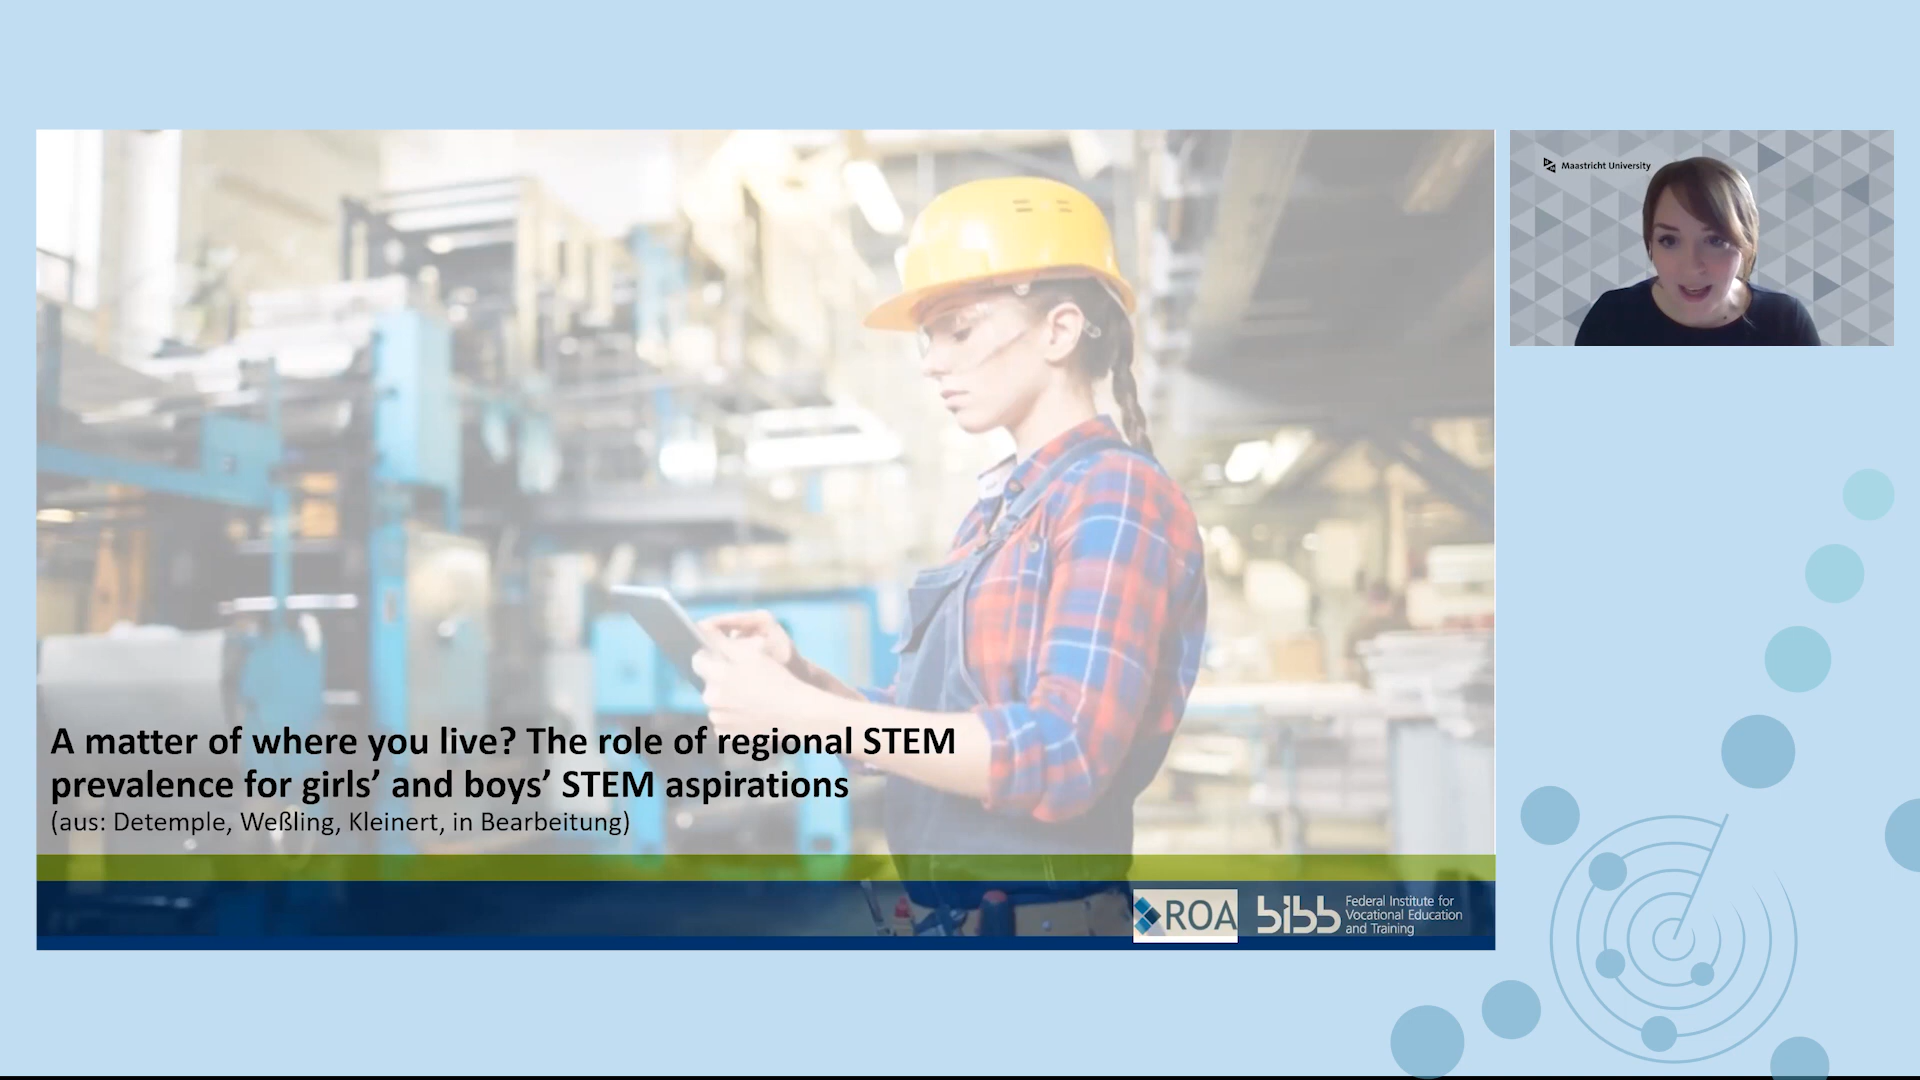 Maastricht University
A matter of where you live? The role of regional STEM
prevalence for girls’ and boys’ STEM aspirations
(aus: Detemple, Weßling, Kleinert, in Bearbeitung)
ROA
bibb
Federal Institute for
Vocational Education
and Training